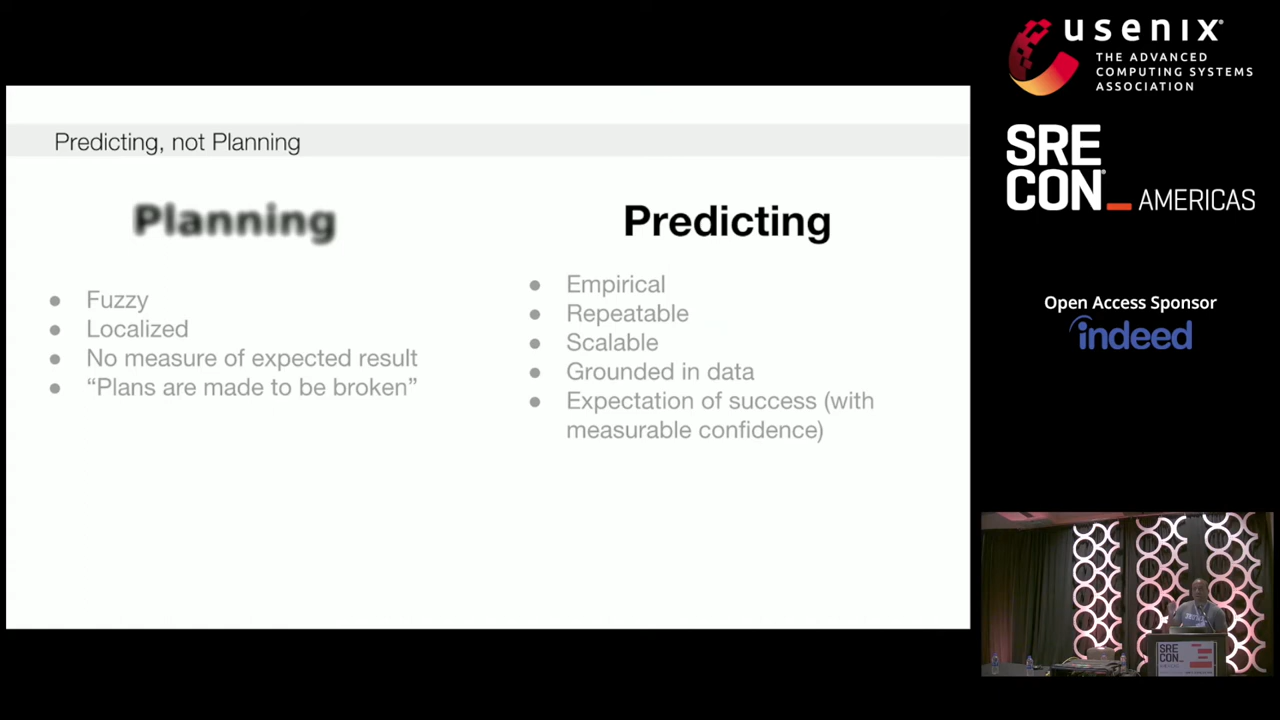 Predicting, not Planning
Planning
Fuzzy
Localized
No measure of expected result
“Plans are made to be broken”
Predicting
Empirical
Repeatable
Scalable
Grounded in data
Expectation of success (with
measurable confidence)
usenix
THE ADVANCED
COMPUTING SYSTEMS
ASSOCIATION
SRE
CON AMERICAS
Open Access Sponsor
indeed
SRE
CON